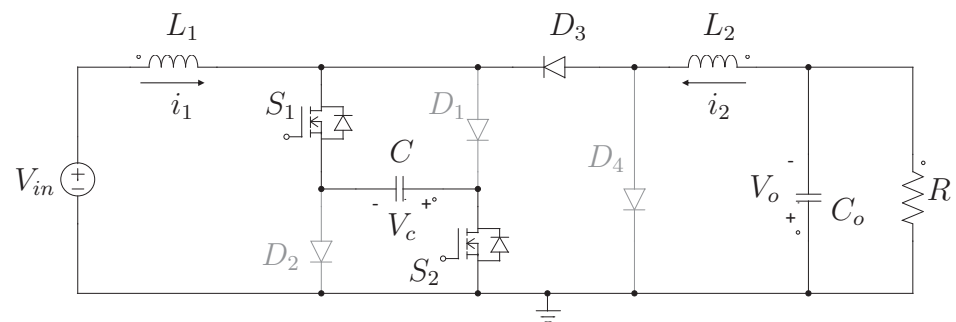 L1
D3
L2
i1
S1
D1
i2
C
D4
Vin
+
−
-
+
Vc
-
Vo
+
Co
R
D2
S2